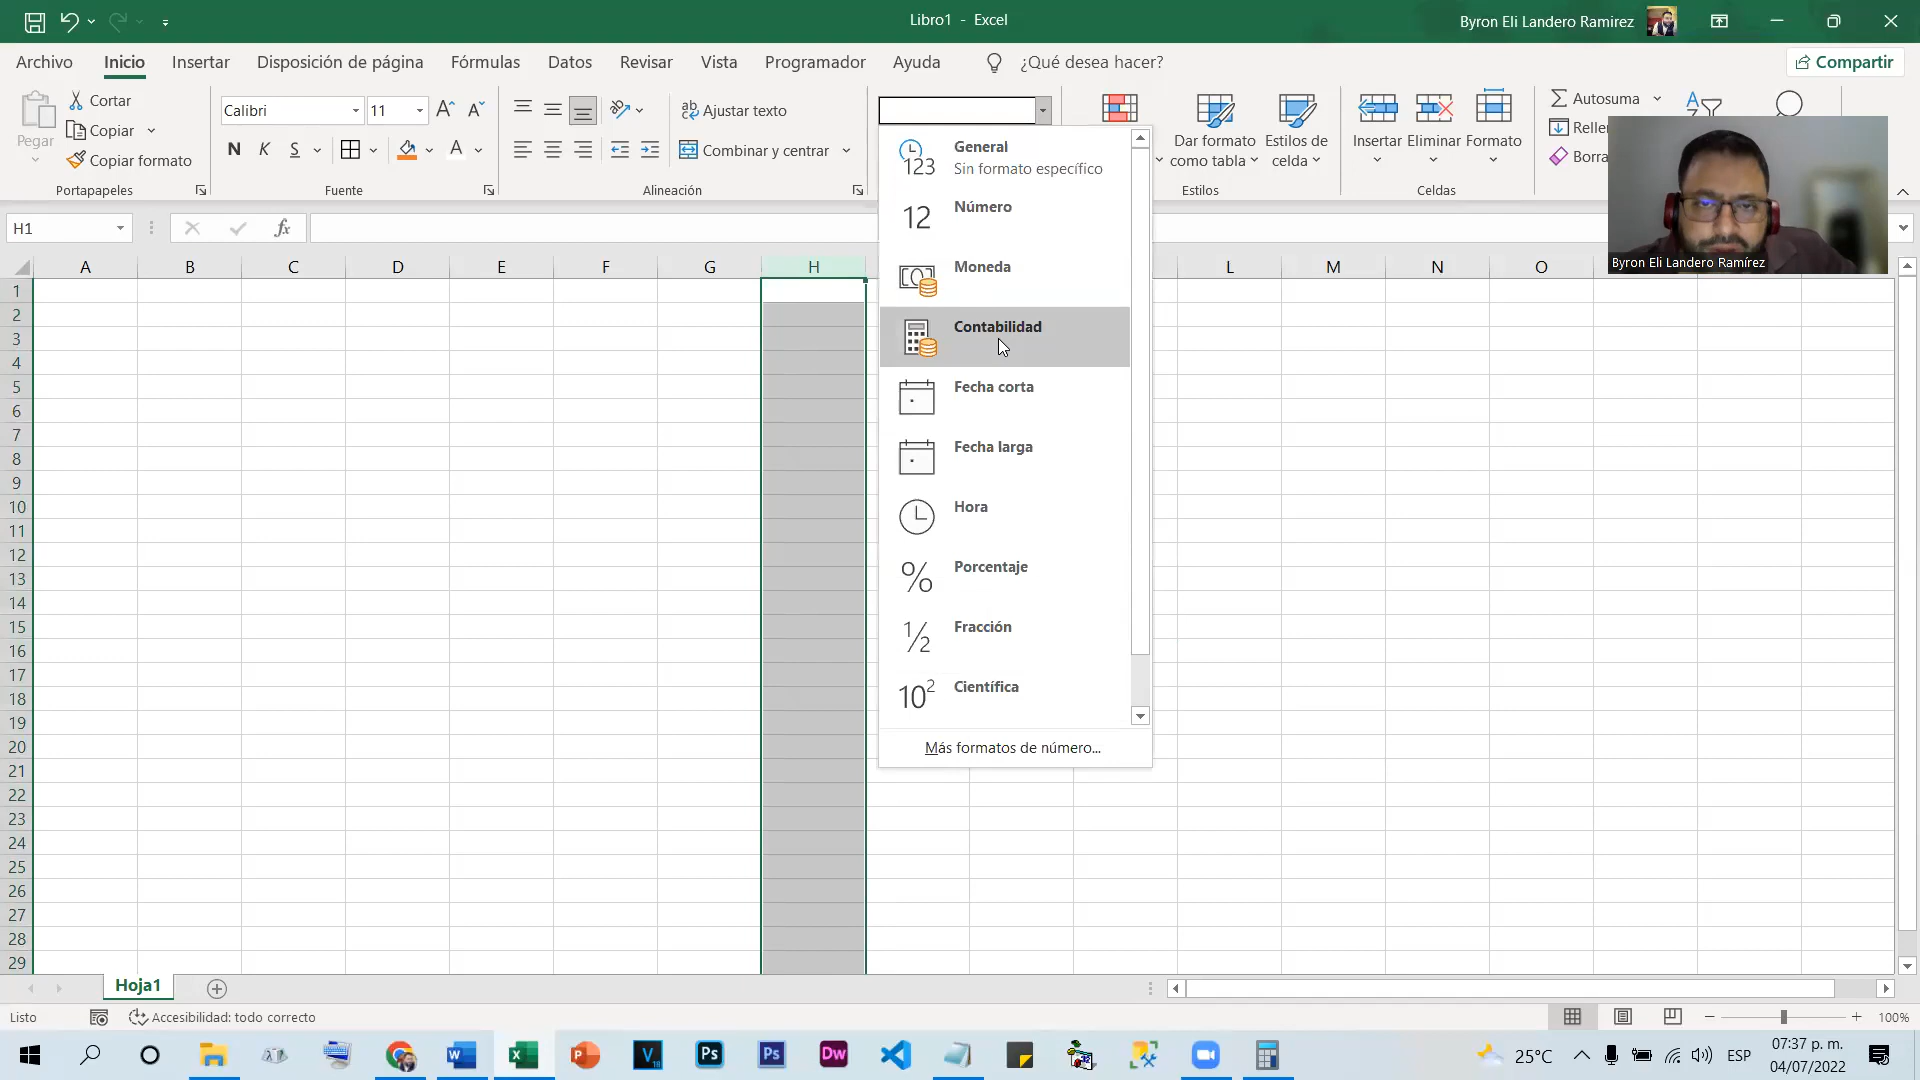 Libro1 - Excel
Byron Eli Landero Ramirez
Archivo
Inicio
Insertar
Disposición de página
Fórmulas
Datos
Revisar
Vista
Programador
Ayuda
¿Qué desea hacer?
Compartir
Pegar
Cortar
Copiar
Copiar formato
Portapapeles
Calibri
11
N K S
A
Fuente
Ajustar texto
Combinar y centrar
Alineación
Dar formato
como tabla
Estilos de
celda
Estilos
Insertar
Eliminar
Formato
Celdas
Autosuma
Relle
Borra
H1
fx
Byron Eli Landero Ramírez
General
Sin formato específico
123
12
Número
Moneda
Contabilidad
Fecha corta
Fecha larga
Hora
%
Porcentaje
½
Fracción
10²
Científica
Más formatos de número...
A B C D E F G H L M N O
1
2
3
4
5
6
7
8
9
10
11
12
13
14
15
16
17
18
19
20
21
22
23
24
25
26
27
28
29
Hoja1
Listo
Accesibilidad: todo correcto
100%
25°C
ESP
07:37 p. m.
04/07/2022